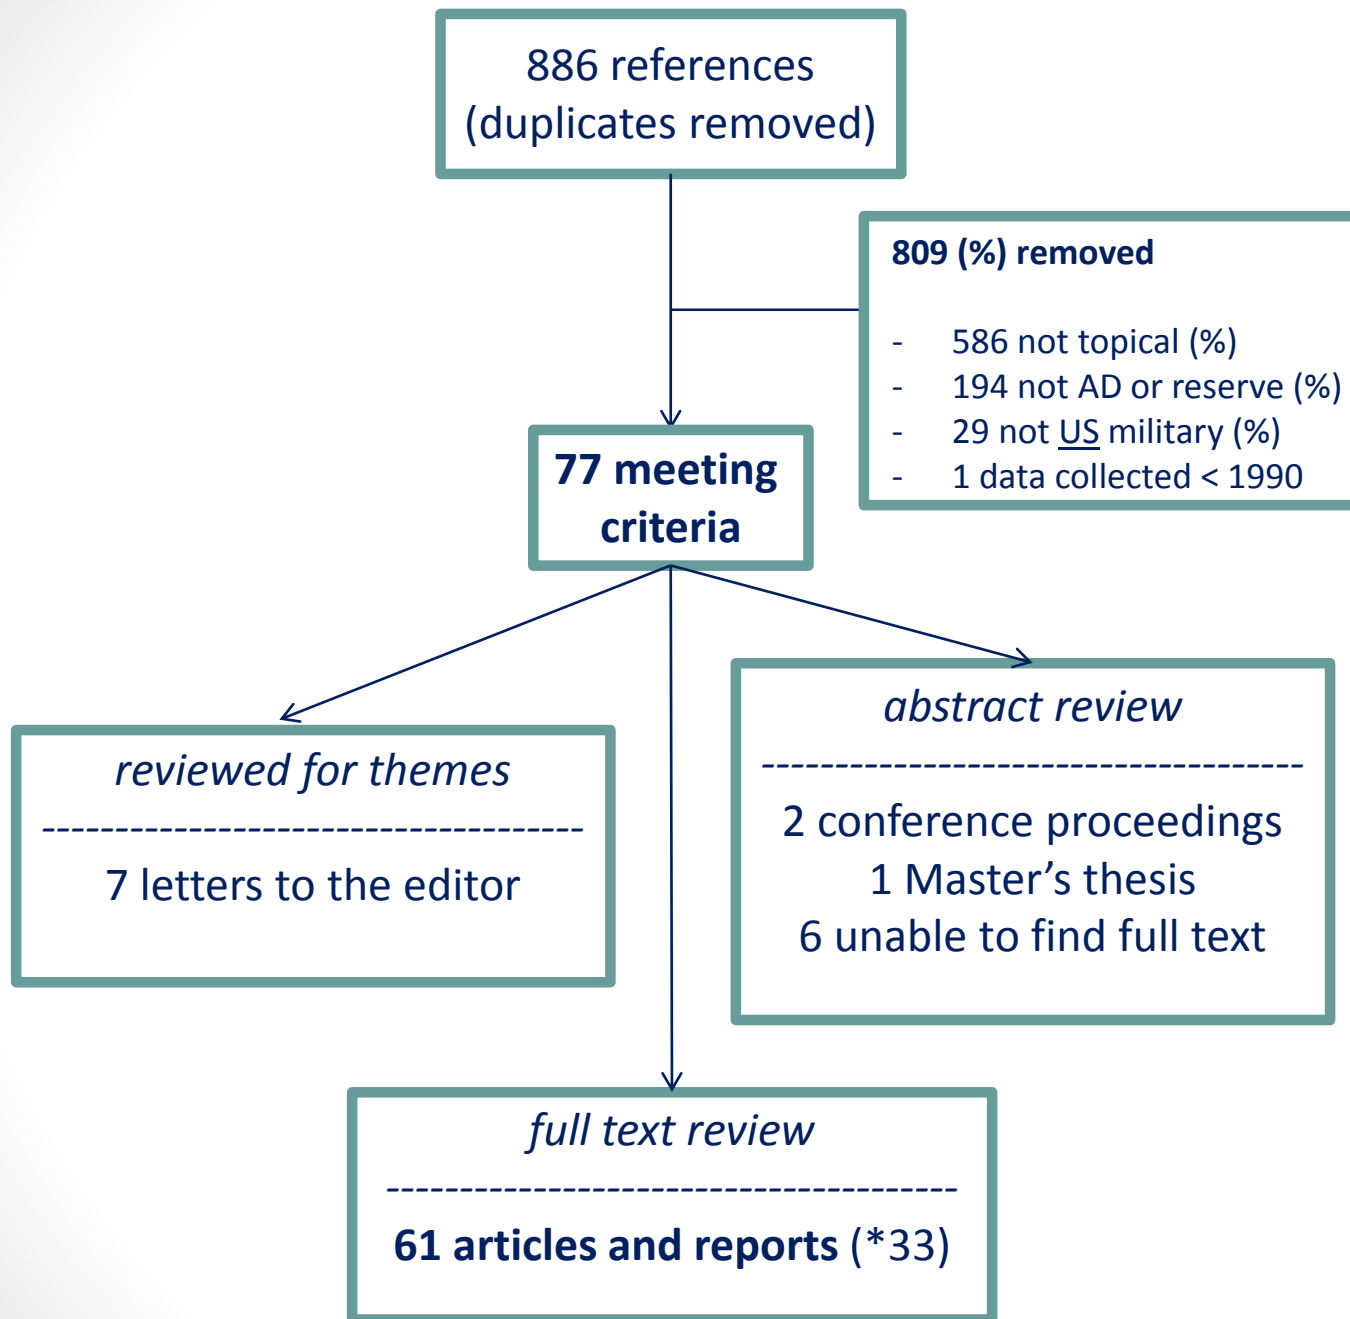 886 references
(duplicates removed)
809 (%) removed
- 586 not topical (%)
- 194 not AD or reserve (%)
- 29 not US military (%)
- 1 data collected < 1990
77 meeting
criteria
reviewed for themes
-------------------------------------
7 letters to the editor
abstract review
-------------------------------------
2 conference proceedings
1 Master’s thesis
6 unable to find full text
full text review
---------------------------------------
61 articles and reports (*33)